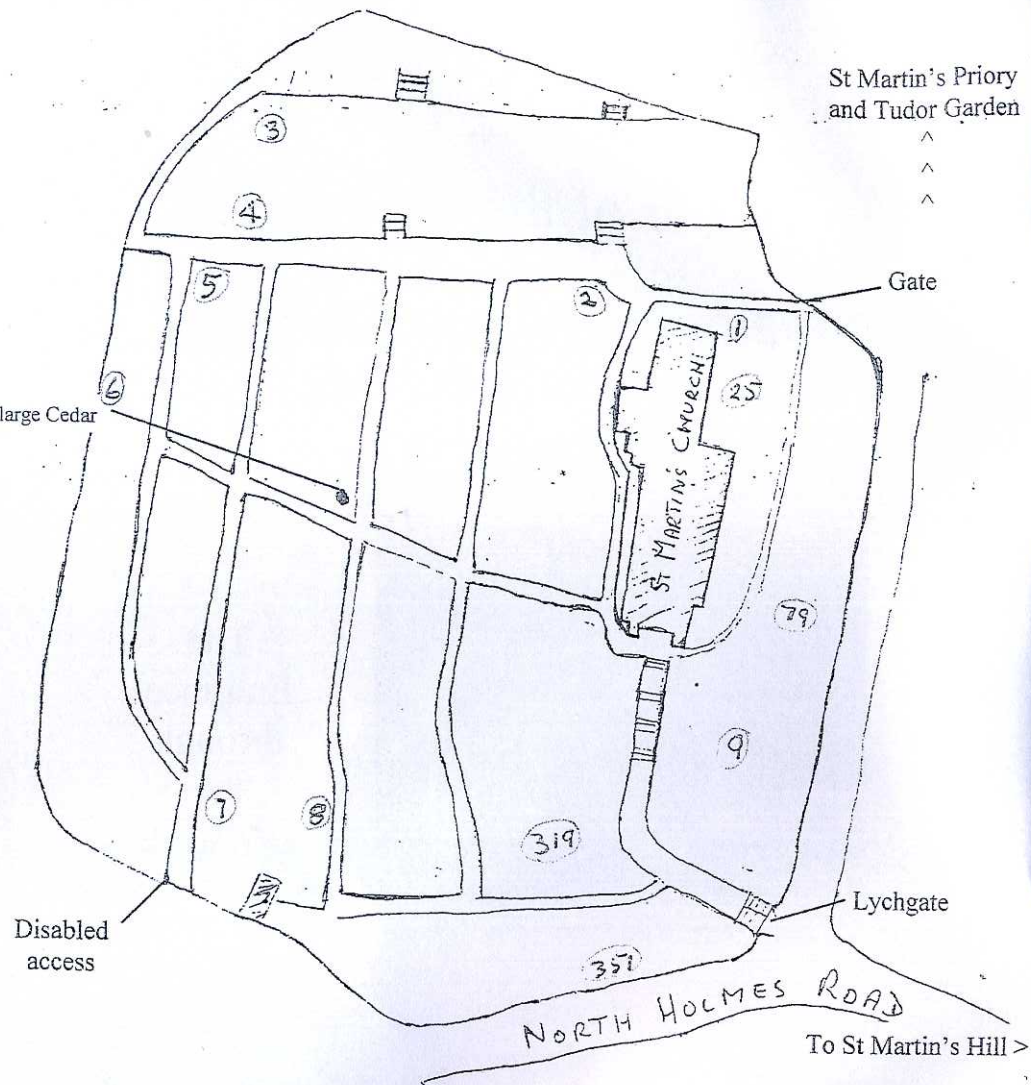 St Martin's Priory
and Tudor Garden
^
^
^
3
4
5
2
Gate
1
25
6
large Cedar
ST MARTIN'S CHURCH
79
9
7
8
319
Lychgate
Disabled
access
351
NORTH HOLMES ROAD
To St Martin's Hill >